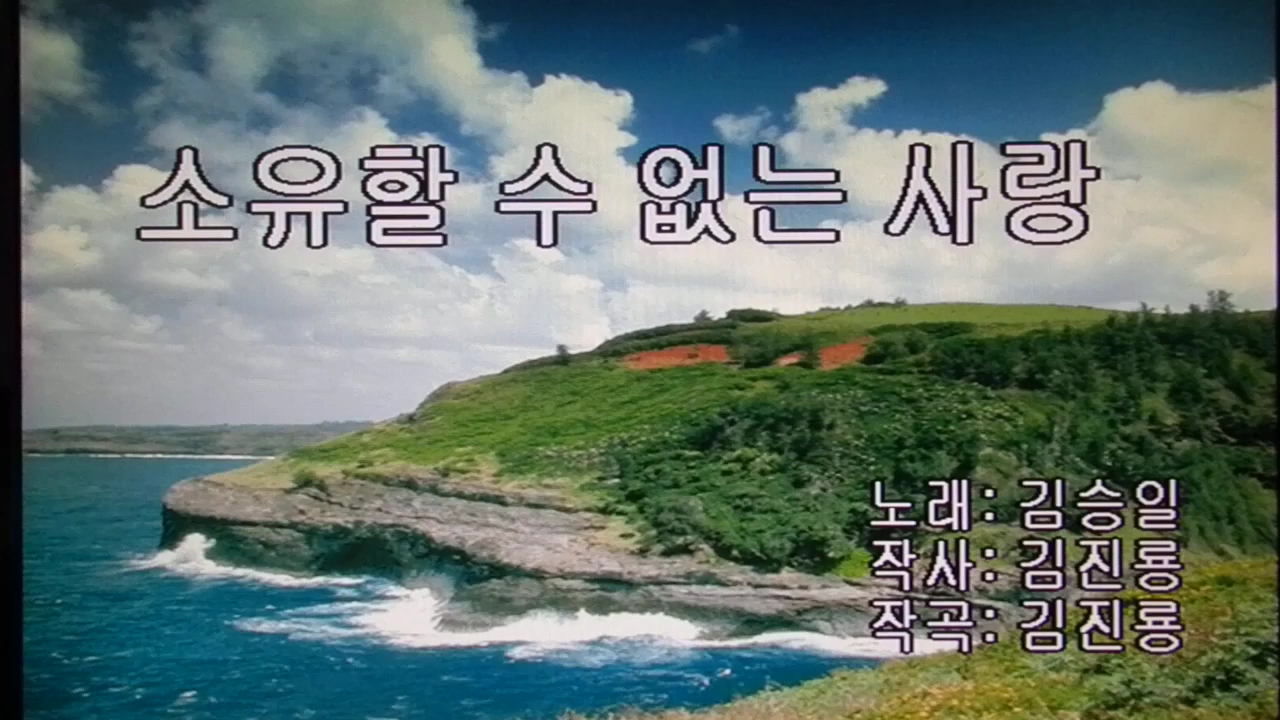 소유할 수 없는 사랑
노래: 김승일
작사: 김진룡
작곡: 김진룡